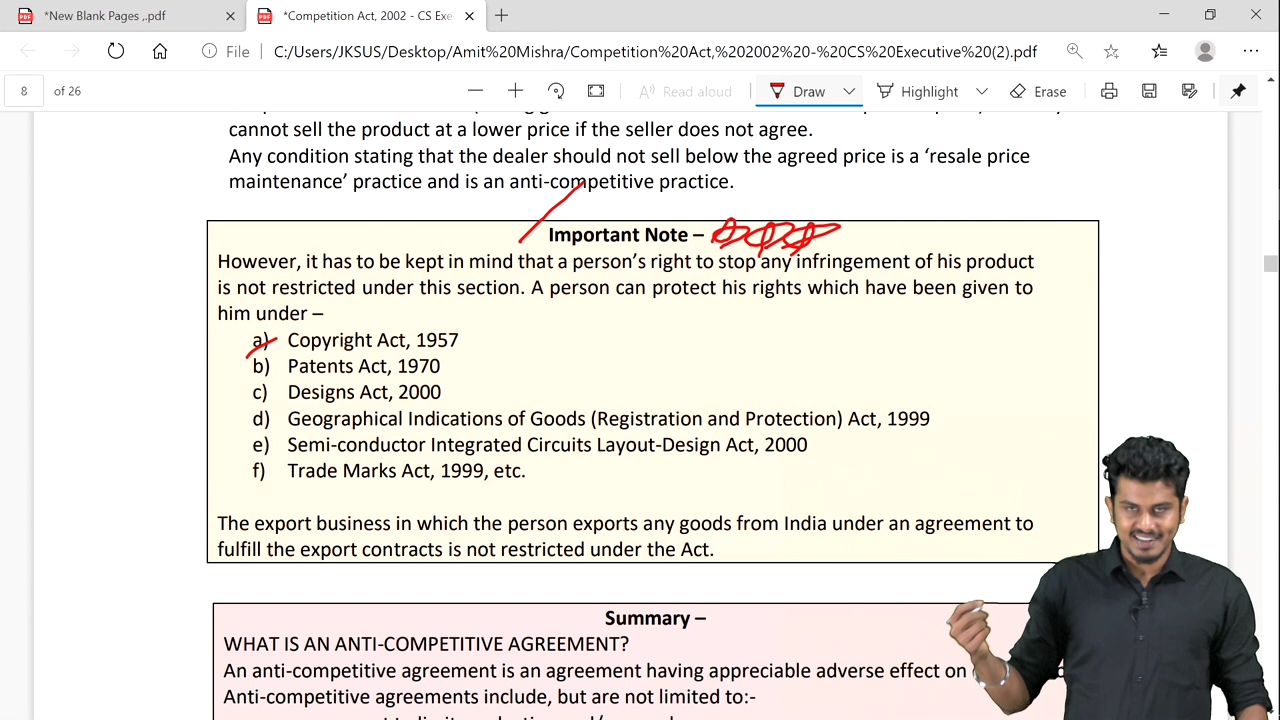 *New Blank Pages ,.pdf
*Competition Act, 2002 - CS Exe
File
C:/Users/JKSUS/Desktop/Amit%20Mishra/Competition%20Act,%202002%20-%20CS%20Executive%20(2).pdf
8 of 26
Read aloud
Draw
Highlight
Erase
cannot sell the product at a lower price if the seller does not agree.
Any condition stating that the dealer should not sell below the agreed price is a ‘resale price
maintenance’ practice and is an anti-competitive practice.
Important Note –
However, it has to be kept in mind that a person’s right to stop any infringement of his product
is not restricted under this section. A person can protect his rights which have been given to
him under –
a) Copyright Act, 1957
b) Patents Act, 1970
c) Designs Act, 2000
d) Geographical Indications of Goods (Registration and Protection) Act, 1999
e) Semi-conductor Integrated Circuits Layout-Design Act, 2000
f) Trade Marks Act, 1999, etc.
The export business in which the person exports any goods from India under an agreement to
fulfill the export contracts is not restricted under the Act.
Summary –
WHAT IS AN ANTI-COMPETITIVE AGREEMENT?
An anti-competitive agreement is an agreement having appreciable adverse effect on
Anti-competitive agreements include, but are not limited to:-